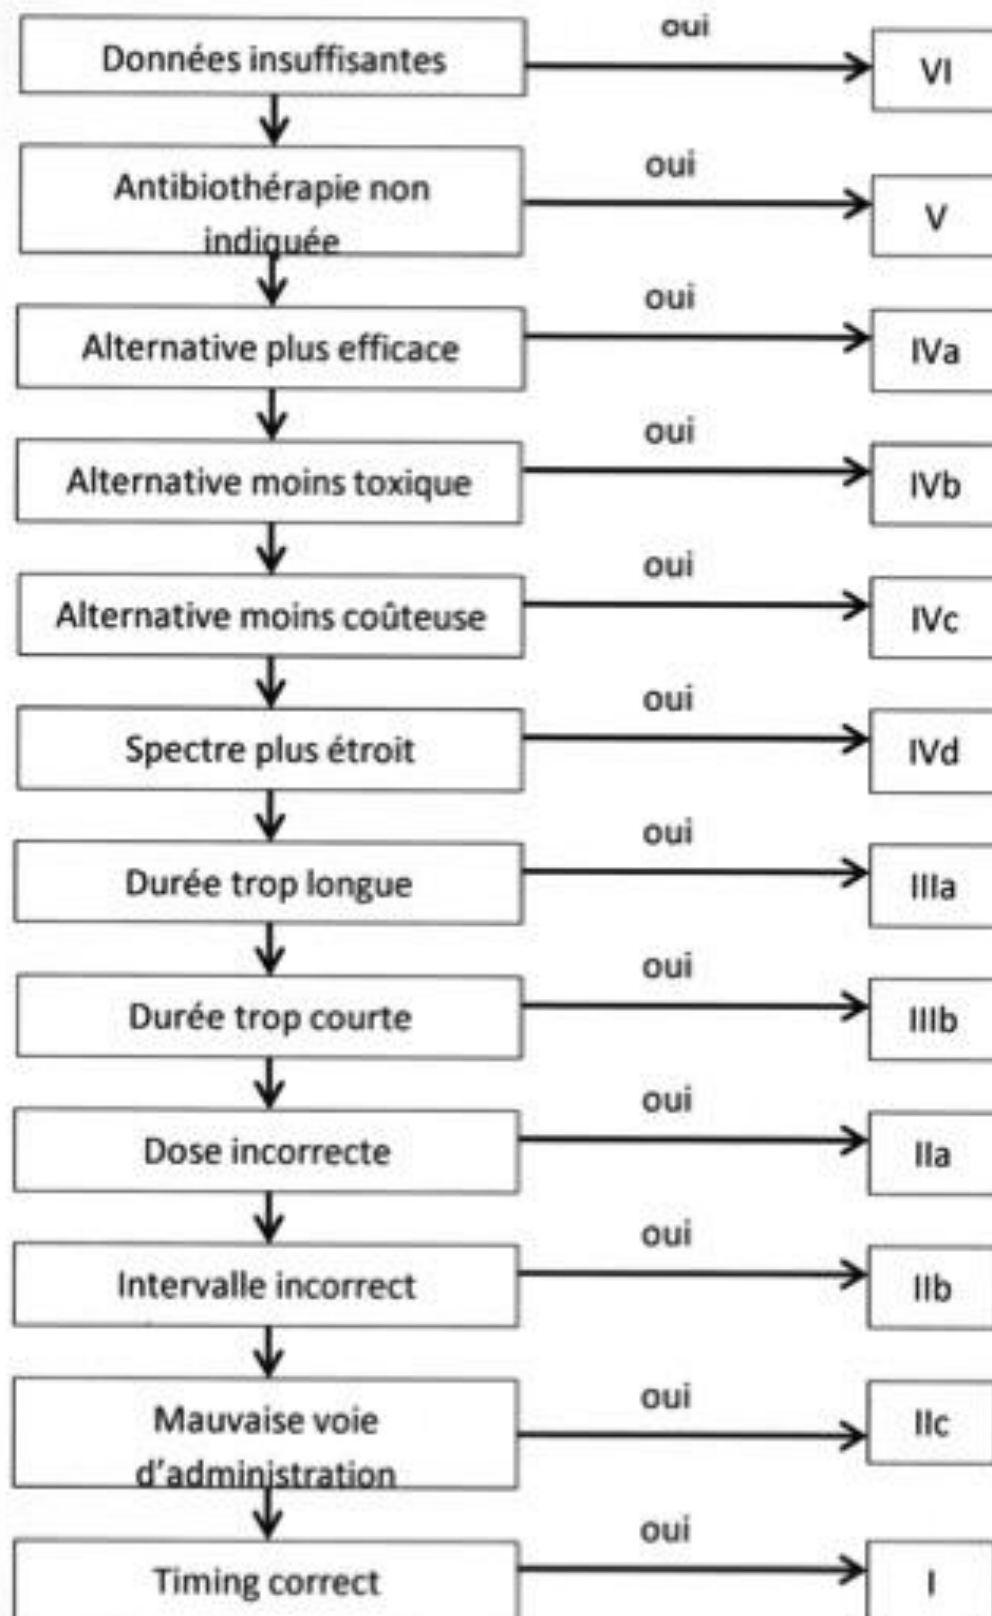 oui
Données insuffisantes
VI
oui
Antibiothérapie non
indiquée
V
oui
Alternative plus efficace
IVa
oui
Alternative moins toxique
IVb
oui
Alternative moins coûteuse
IVc
oui
Spectre plus étroit
IVd
oui
Durée trop longue
IIIa
oui
Durée trop courte
IIIb
oui
Dose incorrecte
IIa
oui
Intervalle incorrect
IIb
oui
Mauvaise voie
d'administration
IIc
oui
Timing correct
I